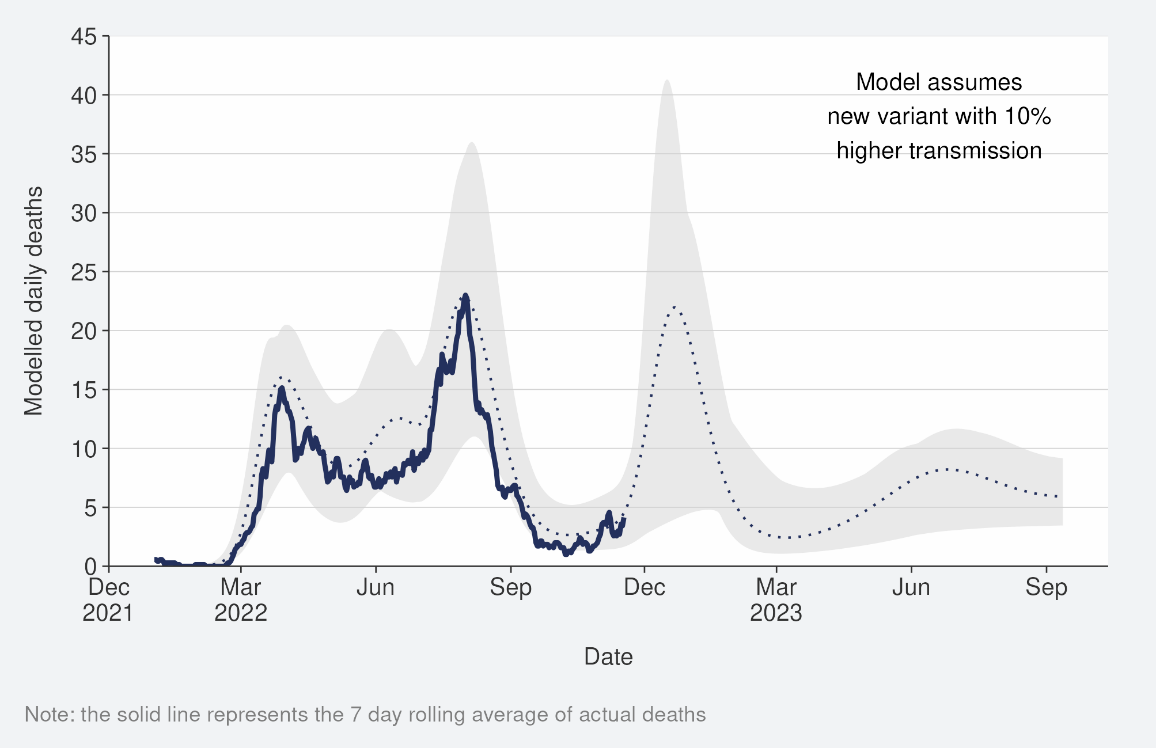 45
40
35
30
25
20
15
10
5
0
Modelled daily deaths
Model assumes
new variant with 10%
higher transmission
Dec Mar Jun Sep Dec Mar Jun Sep
2021 2022 2023
Date
Note: the solid line represents the 7 day rolling average of actual deaths